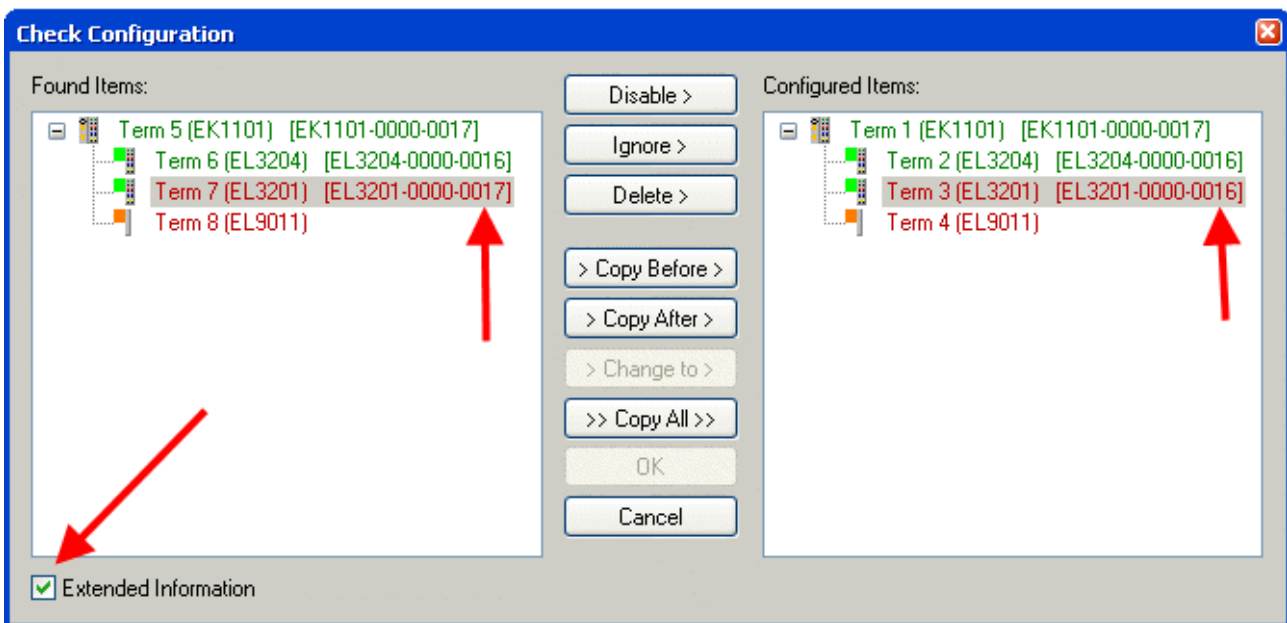 Check Configuration
Found Items:
Term 5 (EK1101) [EK1101-0000-0017]
Term 6 (EL3204) [EL3204-0000-0016]
Term 7 (EL3201) [EL3201-0000-0017]
Term 8 (EL9011)
Disable >
Ignore >
Delete >
> Copy Before >
> Copy After >
> Change to >
>> Copy All >>
OK
Cancel
Configured Items:
Term 1 (EK1101) [EK1101-0000-0017]
Term 2 (EL3204) [EL3204-0000-0016]
Term 3 (EL3201) [EL3201-0000-0016]
Term 4 (EL9011)
Extended Information